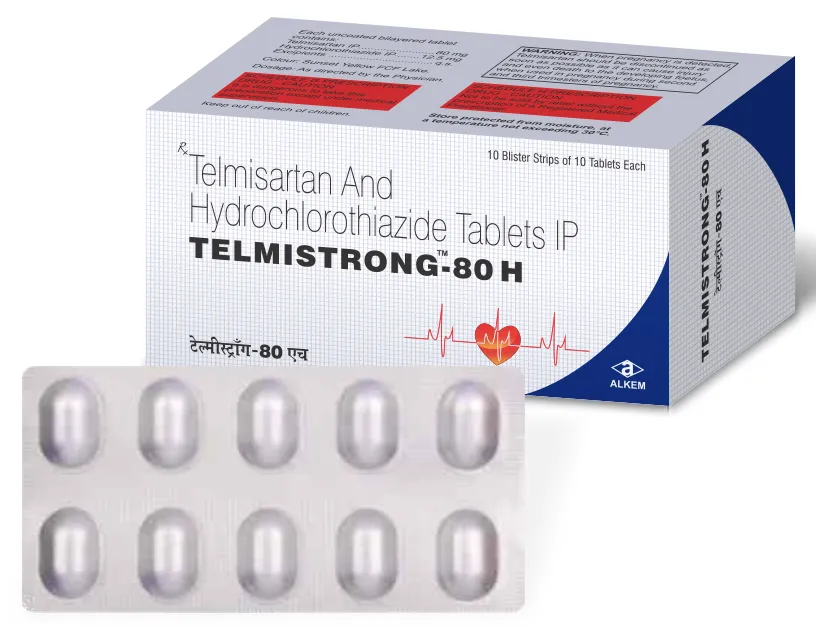 Each uncoated bilayered tablet
contains:
Telmisartan IP..................80 mg
Hydrochlorothiazide IP............12.5 mg
Excipients........................q.s.
Colour: Sunset Yellow FCF Lake.
Dosage: As directed by the Physician.
CAUTION
Keep out of reach of children.
WARNING: When pregnancy is detected,
Telmisartan should be discontinued as
soon as possible as it can cause injury
and even death to the developing foetus
when used in pregnancy during second
and third trimesters of pregnancy.
Store protected from moisture, at
a temperature not exceeding 30°C.
Rx
10 Blister Strips of 10 Tablets Each
Telmisartan And
Hydrochlorothiazide Tablets IP
TELMISTRONG™-80 H
टेल्मीस्ट्राँग-80 एच
a
ALKEM
TELMISTRONG™-80 H
टेल्मीस्ट्राँग-80 एच